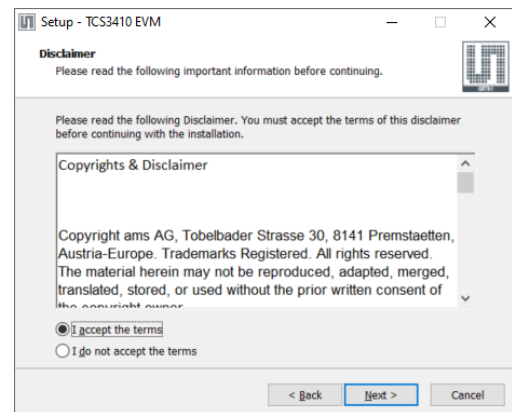 Setup - TCS3410 EVM
Disclaimer
Please read the following important information before continuing.
Please read the following Disclaimer. You must accept the terms of this disclaimer
before continuing with the installation.
Copyrights & Disclaimer
Copyright ams AG, Tobelbader Strasse 30, 8141 Premstaetten,
Austria-Europe. Trademarks Registered. All rights reserved.
The material herein may not be reproduced, adapted, merged,
translated, stored, or used without the prior written consent of
the copyright owner.
I accept the terms
I do not accept the terms
< Back
Next >
Cancel